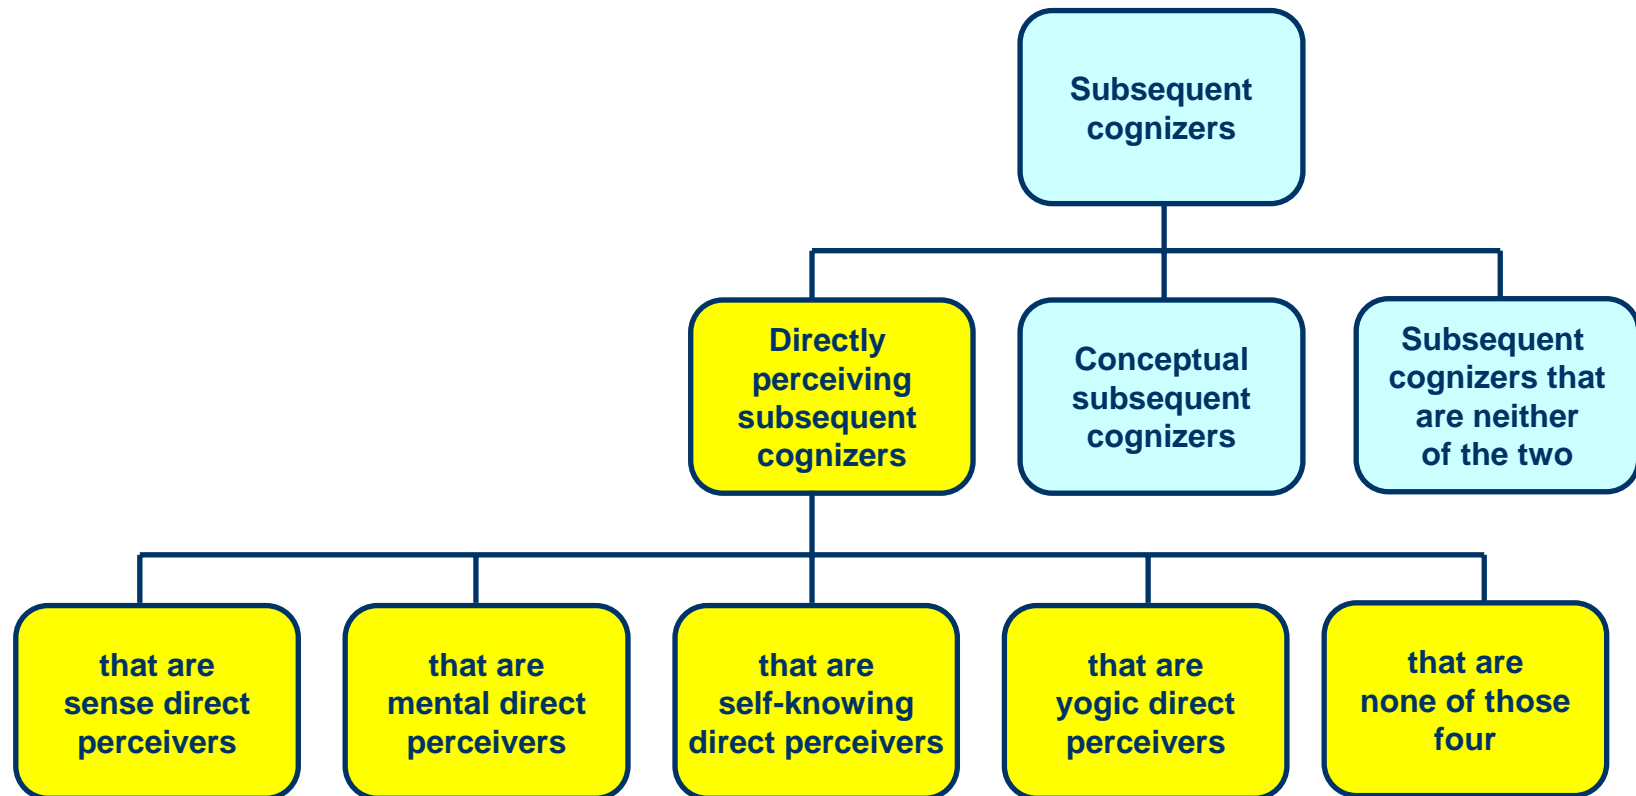 Subsequent
cognizers
Directly
perceiving
subsequent
cognizers
Conceptual
subsequent
cognizers
Subsequent
cognizers that
are neither
of the two
that are
sense direct
perceivers
that are
mental direct
perceivers
that are
self-knowing
direct perceivers
that are
yogic direct
perceivers
that are
none of those
four